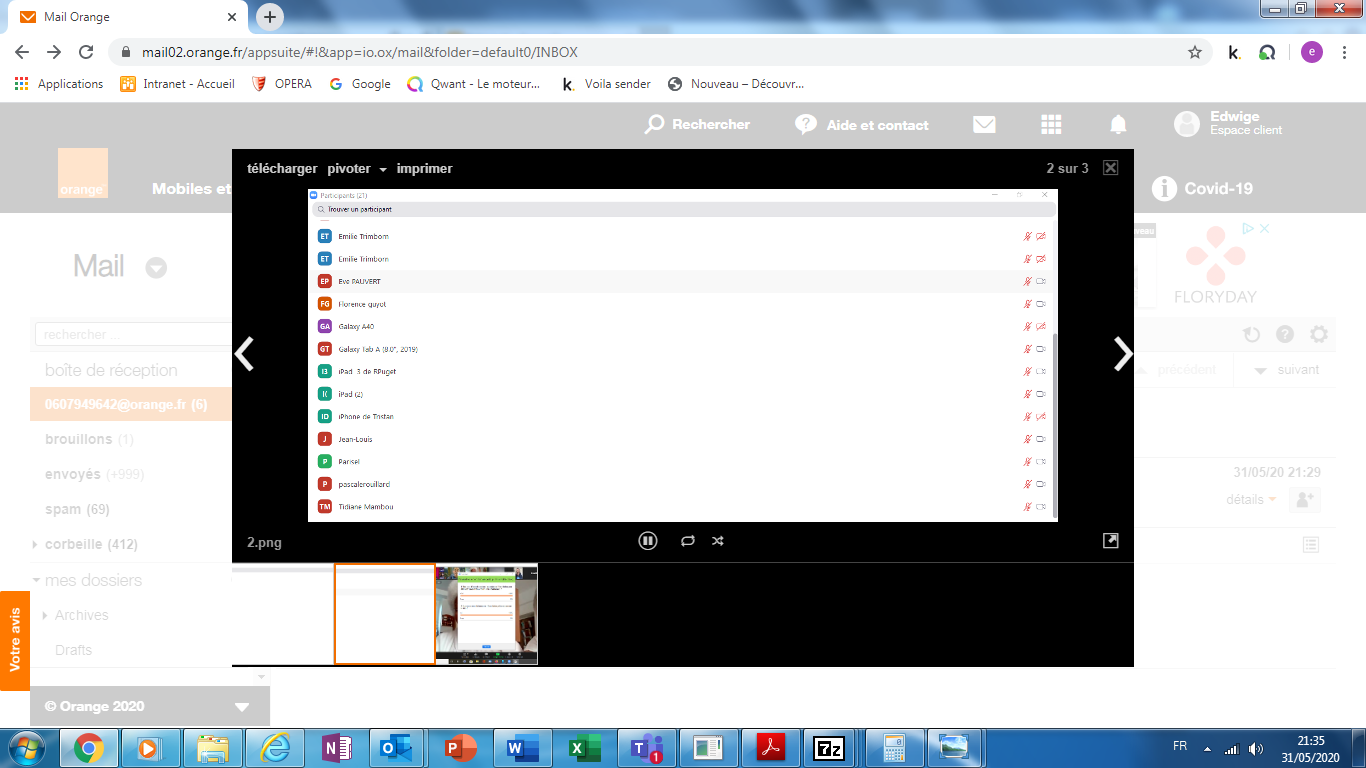 Mail Orange
mail02.orange.fr/appsuite/#!&app=io.ox/mail&folder=default0/INBOX
k.
e
Applications
Intranet - Accueil
OPERA
Google
Qwant - Le moteur...
k. Voila sender
Nouveau – Découvr...
Rechercher
Aide et contact
Edwige
Espace client
orange
Mobiles et
Covid-19
télécharger pivoter imprimer
2 sur 3
Participants (21)
Trouver un participant
ET Emilie Trimborn
ET Emilie Trimborn
EP Eve PAUVERT
FG Florence guyot
GA Galaxy A40
GT Galaxy Tab A (8.0", 2019)
I3 iPad 3 de RPuget
I( iPad (2)
ID iPhone de Tristan
J Jean-Louis
P Parisel
P pascalerouillard
TM Tidiane Mambou
2.png
Mail
rechercher ...
boîte de réception
0607949642@orange.fr (6)
brouillons (1)
envoyés (+999)
spam (69)
corbeille (412)
mes dossiers
Archives
Drafts
Votre avis
© Orange 2020
FLORYDAY
précédent
suivant
31/05/20 21:29
détails
1
7z
FR
21:35
31/05/2020